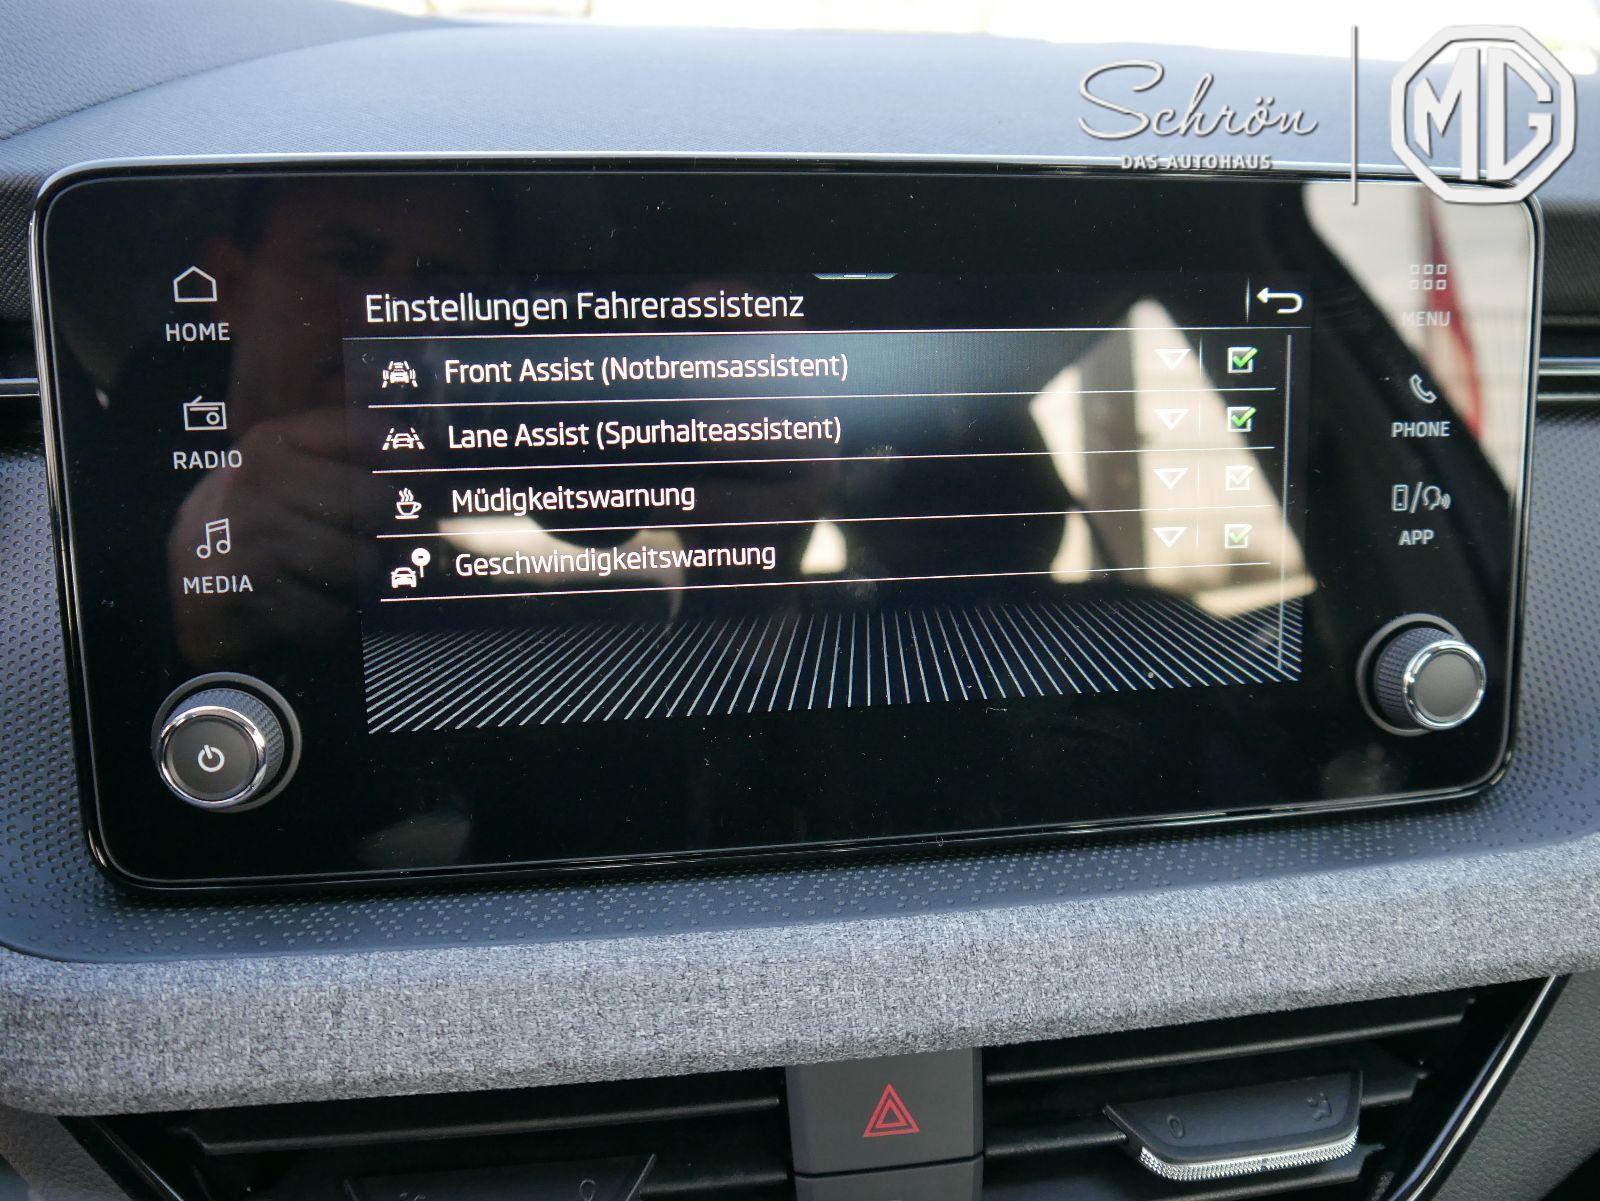 Schrön
DAS AUTOHAUS
MG
HOME
RADIO
MEDIA
Einstellungen Fahrerassistenz
Front Assist (Notbremsassistent)
Lane Assist (Spurhalteassistent)
Müdigkeitswarnung
Geschwindigkeitswarnung
MENU
PHONE
APP